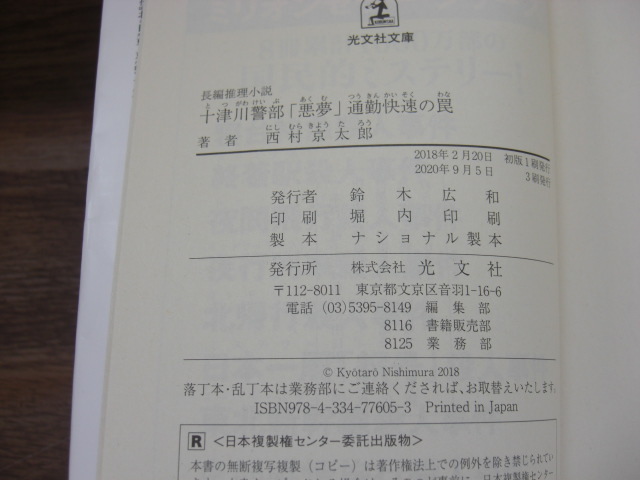 光文社文庫
長編推理小説
十津川警部「悪夢」通勤快速の罠
著者 西村京太郎
2018年2月20日 初版1刷発行
2020年9月5日 3刷発行
発行者 鈴木広和
印刷 堀内印刷
製本 ナショナル製本
発行所 株式会社 光文社
〒112-8011 東京都文京区音羽1-16-6
電話 (03)5395-8149 編集部
8116 書籍販売部
8125 業務部
© Kyōtarō Nishimura 2018
落丁本・乱丁本は業務部にご連絡くだされば、お取替えいたします。
ISBN978-4-334-77605-3 Printed in Japan
R <日本複製権センター委託出版物>
本書の無断複写複製（コピー）は著作権法上での例外を除き禁じられてい